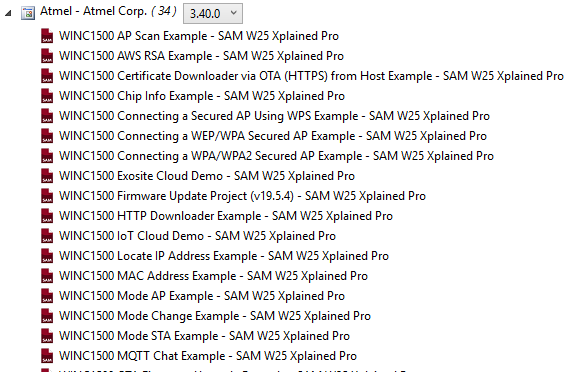 Atmel - Atmel Corp. (34) 3.40.0
WINC1500 AP Scan Example - SAM W25 Xplained Pro
WINC1500 AWS RSA Example - SAM W25 Xplained Pro
WINC1500 Certificate Downloader via OTA (HTTPS) from Host Example - SAM W25 Xplained Pro
WINC1500 Chip Info Example - SAM W25 Xplained Pro
WINC1500 Connecting a Secured AP Using WPS Example - SAM W25 Xplained Pro
WINC1500 Connecting a WEP/WPA Secured AP Example - SAM W25 Xplained Pro
WINC1500 Connecting a WPA/WPA2 Secured AP Example - SAM W25 Xplained Pro
WINC1500 Exosite Cloud Demo - SAM W25 Xplained Pro
WINC1500 Firmware Update Project (v19.5.4) - SAM W25 Xplained Pro
WINC1500 HTTP Downloader Example - SAM W25 Xplained Pro
WINC1500 IoT Cloud Demo - SAM W25 Xplained Pro
WINC1500 Locate IP Address Example - SAM W25 Xplained Pro
WINC1500 MAC Address Example - SAM W25 Xplained Pro
WINC1500 Mode AP Example - SAM W25 Xplained Pro
WINC1500 Mode Change Example - SAM W25 Xplained Pro
WINC1500 Mode STA Example - SAM W25 Xplained Pro
WINC1500 MQTT Chat Example - SAM W25 Xplained Pro